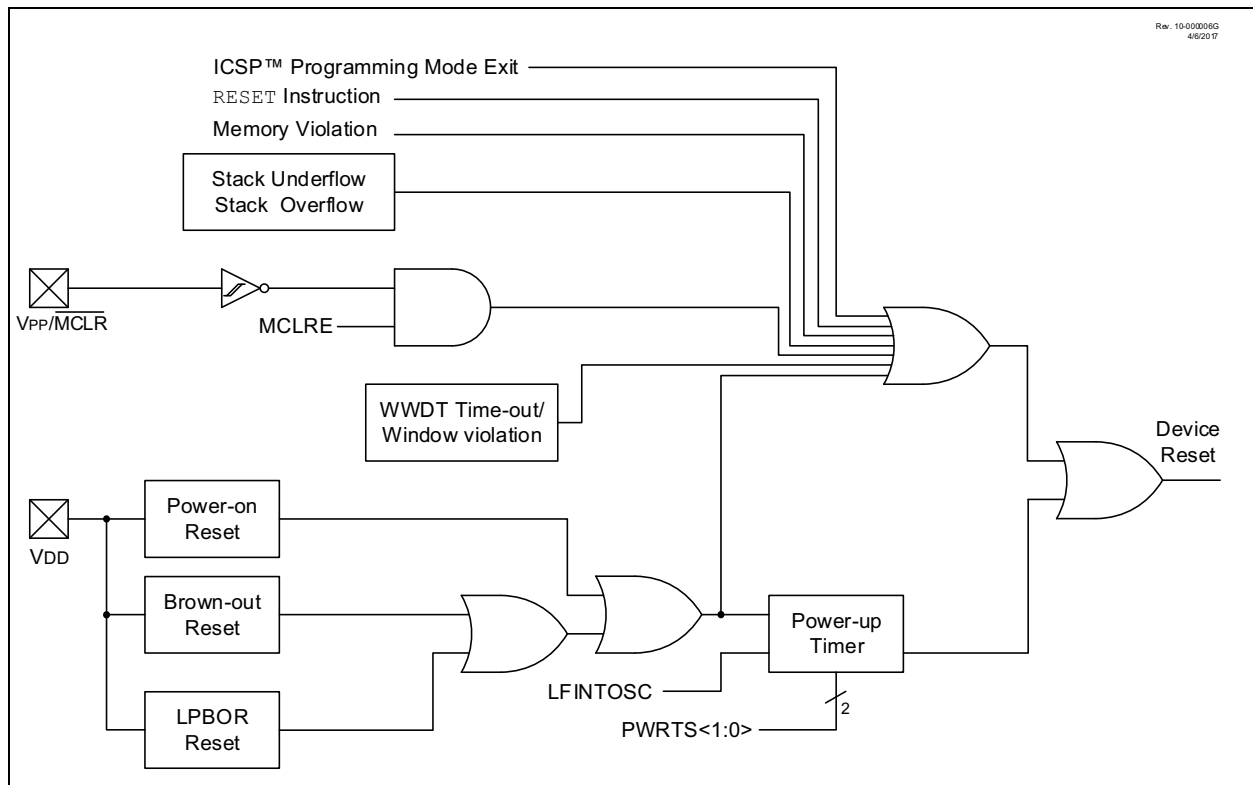 Rev. 10-000006G
4/6/2017
ICSP™ Programming Mode Exit
RESET Instruction
Memory Violation
Stack Underflow
Stack Overflow
VPP/MCLR
MCLRE
WWDT Time-out/
Window violation
Device
Reset
Power-on
Reset
VDD
Brown-out
Reset
Power-up
Timer
LFINTOSC
LPBOR
Reset
2
PWRTS<1:0>